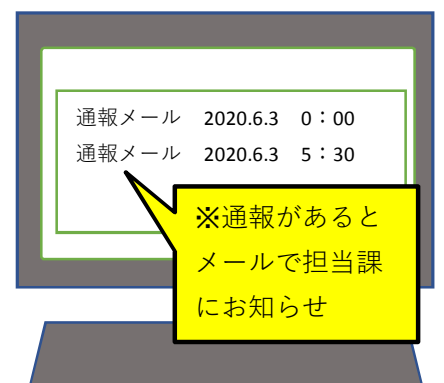 通報メール 2020.6.3 0：00
通報メール 2020.6.3 5：30
※通報があると
メールで担当課
にお知らせ